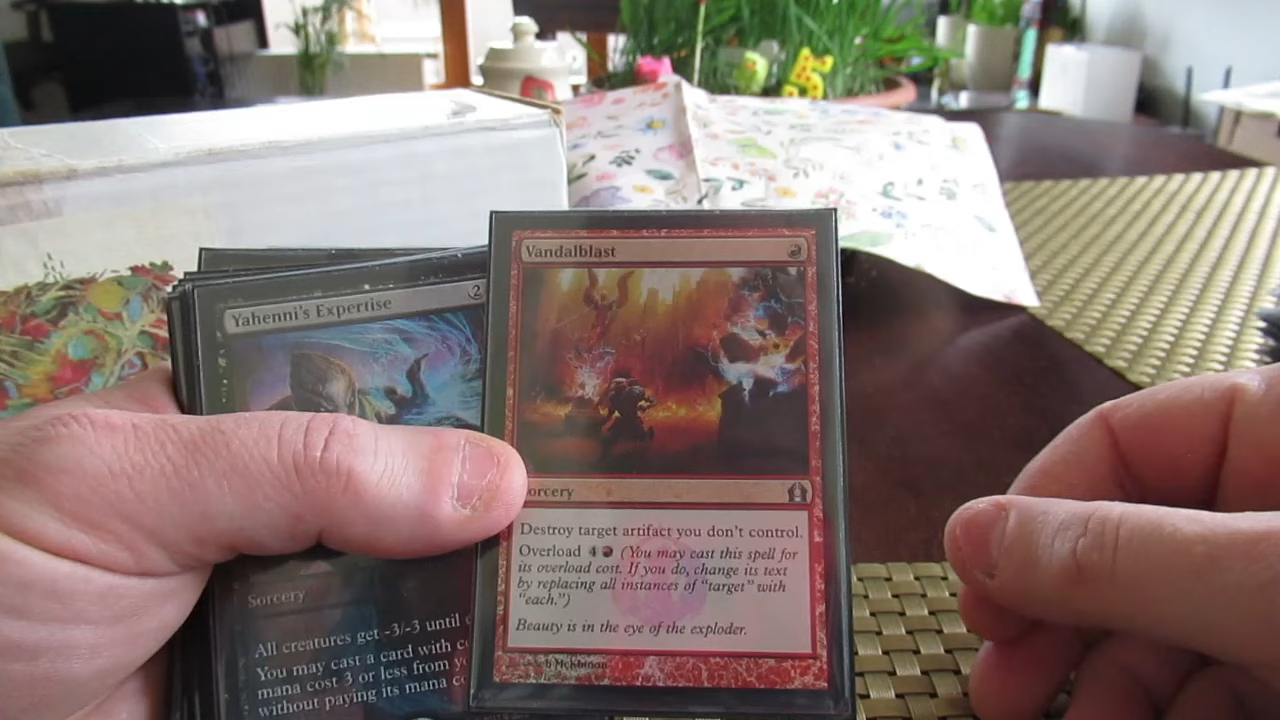 Vandalblast
Sorcery
Destroy target artifact you don't control.
Overload 4 (You may cast this spell for
its overload cost. If you do, change its text
by replacing all instances of "target" with
"each.")
Beauty is in the eye of the exploder.
Yahenni's Expertise 2
Sorcery
All creatures get -3/-3 until
You may cast a card with
mana cost 3 or less from
without paying its mana